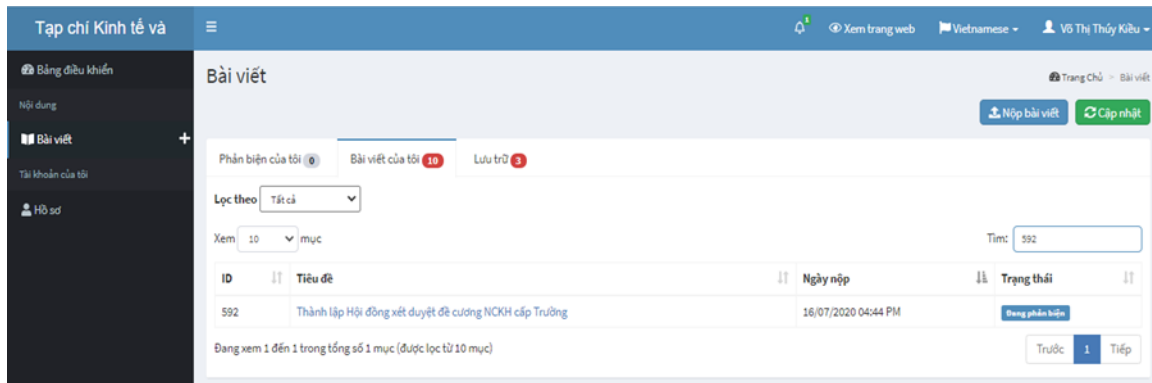 Tạp chí Kinh tế và
1 Xem trang web Vietnamese Võ Thị Thúy Kiều
Bảng điều khiển
Bài viết
Trang Chủ > Bài viết
Nội dung
Nộp bài viết Cập nhật
Bài viết +
Phản biện của tôi 0 Bài viết của tôi 10 Lưu trữ 3
Tài khoản của tôi
Lọc theo Tất cả
Hồ sơ
Xem 10 mục Tìm: 592
ID Tiêu đề Ngày nộp Trạng thái
592 Thành lập Hội đồng xét duyệt đề cương NCKH cấp Trường 16/07/2020 04:44 PM Đang phản biện
Đang xem 1 đến 1 trong tổng số 1 mục (được lọc từ 10 mục)
Trước 1 Tiếp